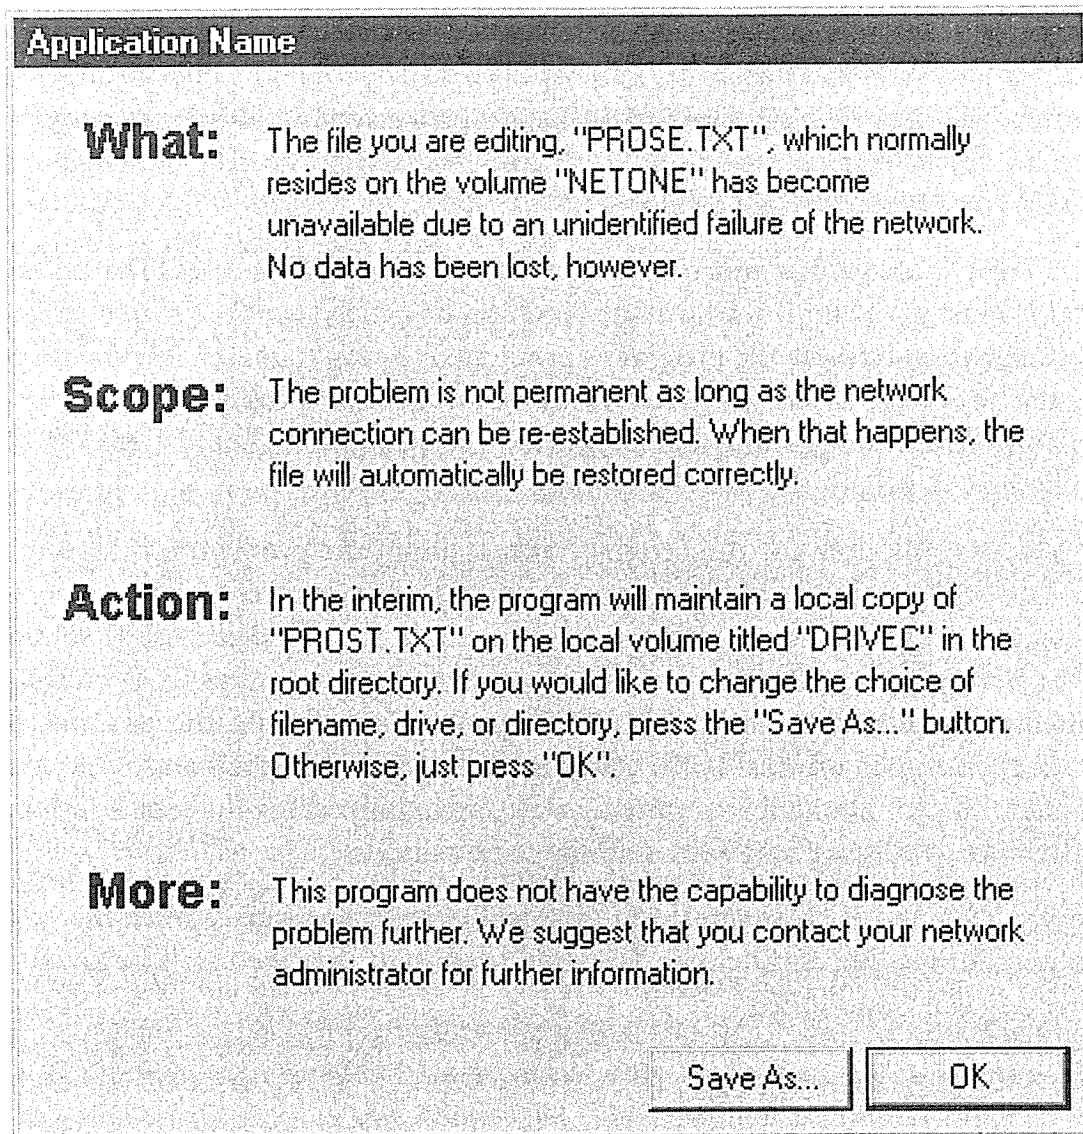 Application Name
What:
The file you are editing, "PROSE.TXT", which normally
resides on the volume "NETONE" has become
unavailable due to an unidentified failure of the network.
No data has been lost, however.
Scope:
The problem is not permanent as long as the network
connection can be re-established. When that happens, the
file will automatically be restored correctly.
Action:
In the interim, the program will maintain a local copy of
"PROST.TXT" on the local volume titled "DRIVEC" in the
root directory. If you would like to change the choice of
filename, drive, or directory, press the "Save As..." button.
Otherwise, just press "OK".
More:
This program does not have the capability to diagnose the
problem further. We suggest that you contact your network
administrator for further information.
Save As...
OK